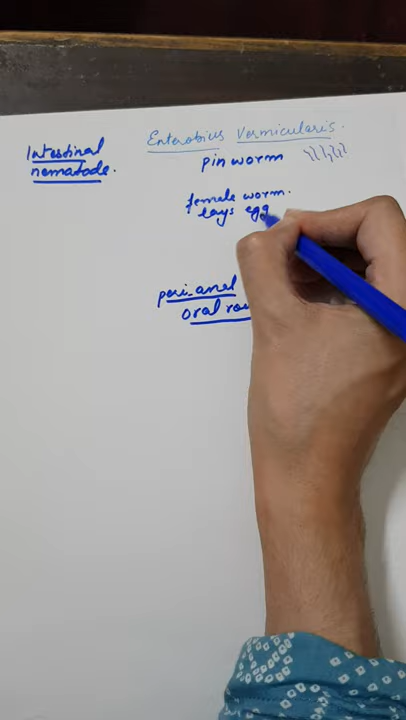 Enterobius Vermicularis.
Intestinal
nematode.
pin worm
female worm.
lays egg
peri-anal
oral